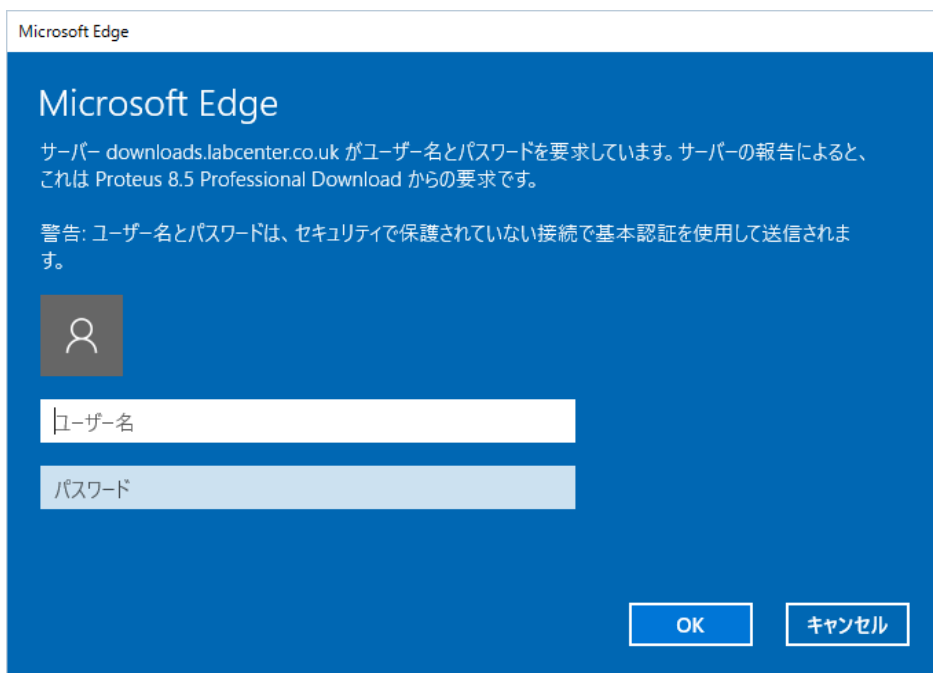 Microsoft Edge
Microsoft Edge
サーバー downloads.labcenter.co.uk がユーザー名とパスワードを要求しています。サーバーの報告によると、
これは Proteus 8.5 Professional Download からの要求です。
警告: ユーザー名とパスワードは、セキュリティで保護されていない接続で基本認証を使用して送信されま
す。
ユーザー名
パスワード
OK
キャンセル